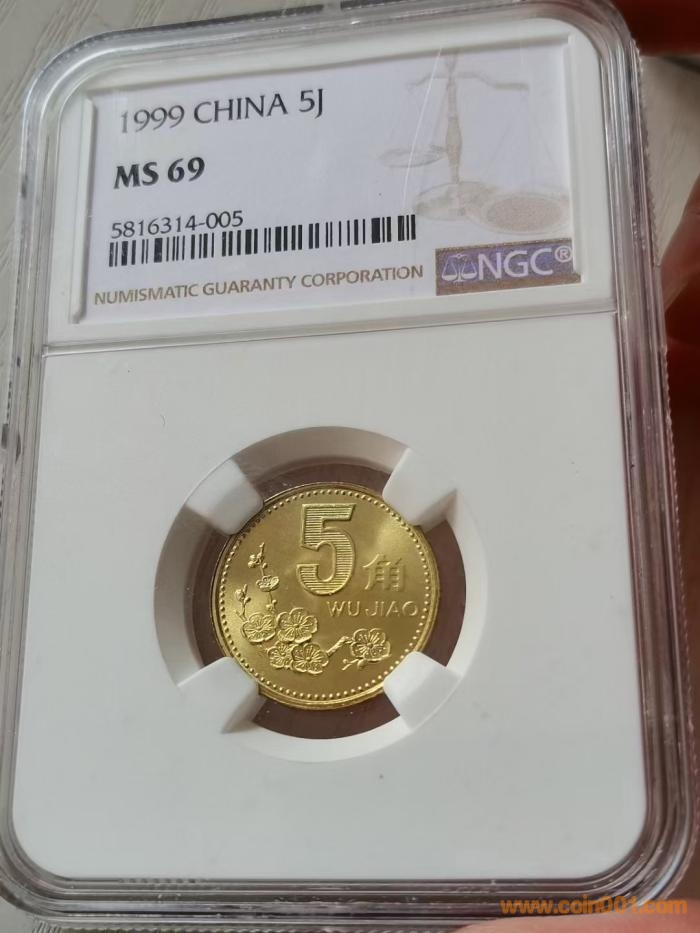 1999 CHINA 5J
MS 69
5816314-005
NUMISMATIC GUARANTY CORPORATION
NGC®
5角
WU JIAO
www.coin001.com